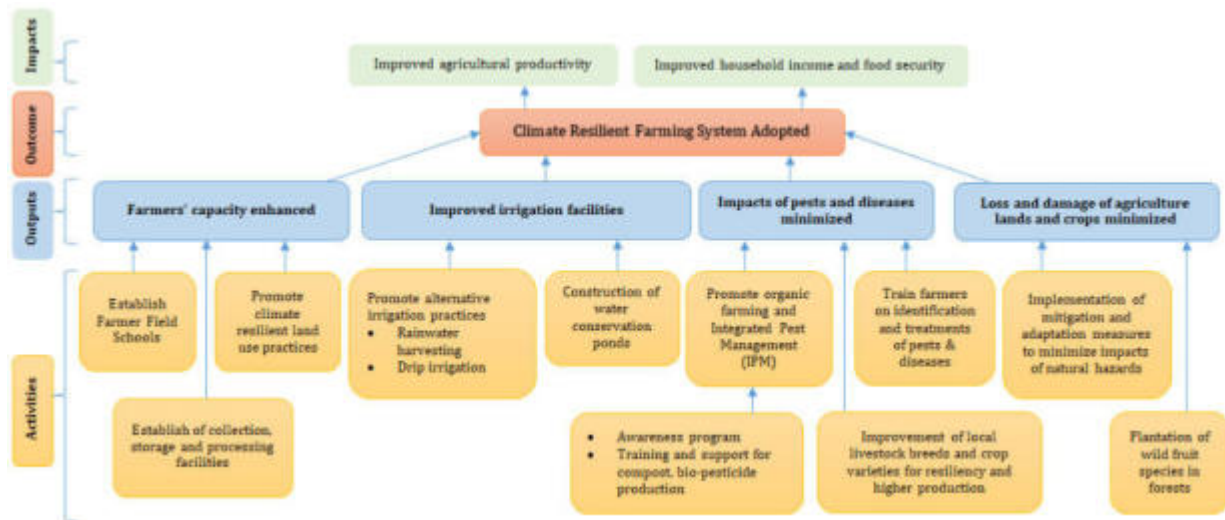 Impacts
Improved agricultural productivity
Improved household income and food security
Outcome
Climate Resilient Farming System Adopted
Outputs
Farmers' capacity enhanced
Improved irrigation facilities
Impacts of pests and diseases
minimized
Loss and damage of agriculture
lands and crops minimized
Activities
Establish
Farmer Field
Schools
Promote
climate
resilient land
use practices
Promote alternative
irrigation practices
• Rainwater
harvesting
• Drip irrigation
Construction of
water
conservation
ponds
Promote organic
farming and
Integrated Pest
Management
(IPM)
Train farmers
on identification
and treatments
of pests &
diseases
Implementation of
mitigation and
adaptation measures
to minimize impacts
of natural hazards
Establish of collection,
storage and processing
facilities
• Awareness program
• Training and support for
compost, bio-pesticide
production
Improvement of local
livestock breeds and crop
varieties for resiliency and
higher production
Plantation of
wild fruit
species in
forests